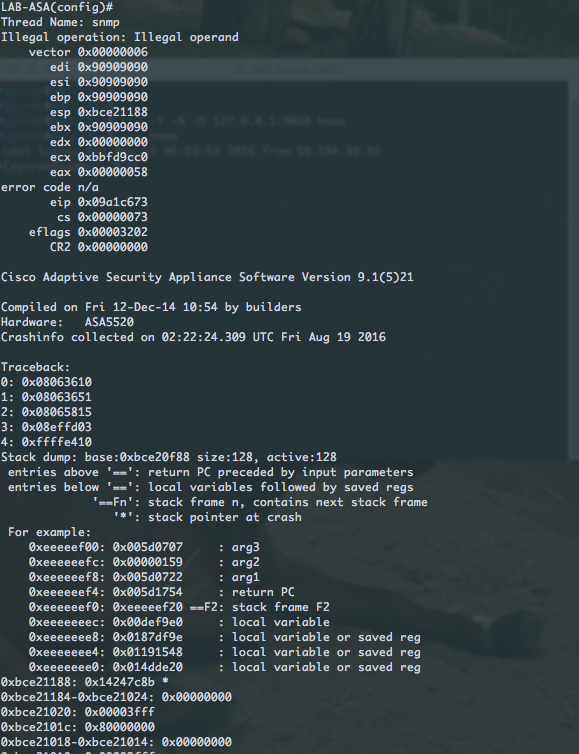 LAB-ASA(config)#
Thread Name: snmp
Illegal operation: Illegal operand
vector 0x00000006
edi 0x90909090
esi 0x90909090
ebp 0x90909090
esp 0xbce21188
ebx 0x90909090
edx 0x00000000
ecx 0xbbfd9cc0
eax 0x00000058
error code n/a
eip 0x09a1c673
cs 0x00000073
eflags 0x00003202
CR2 0x00000000
Cisco Adaptive Security Appliance Software Version 9.1(5)21
Compiled on Fri 12-Dec-14 10:54 by builders
Hardware: ASA5520
Crashinfo collected on 02:22:24.309 UTC Fri Aug 19 2016
Traceback:
0: 0x08063610
1: 0x08063651
2: 0x08065815
3: 0x08effd03
4: 0xffffe410
Stack dump: base:0xbce20f88 size:128, active:128
entries above '==': return PC preceded by input parameters
entries below '==': local variables followed by saved regs
'==Fn': stack frame n, contains next stack frame
'*': stack pointer at crash
For example:
0xeeeeef00: 0x005d0707 : arg3
0xeeeeeefc: 0x00000159 : arg2
0xeeeeeef8: 0x005d0722 : arg1
0xeeeeeef4: 0x005d1754 : return PC
0xeeeeeef0: 0xeeeeef20 ==F2: stack frame F2
0xeeeeeeec: 0x00def9e0 : local variable
0xeeeeeee8: 0x0187df9e : local variable or saved reg
0xeeeeeee4: 0x01191548 : local variable or saved reg
0xeeeeeee0: 0x014dde20 : local variable or saved reg
0xbce21188: 0x14247c8b *
0xbce21184-0xbce21024: 0x00000000
0xbce21020: 0x00003fff
0xbce2101c: 0x80000000
0xbce21018-0xbce21014: 0x00000000